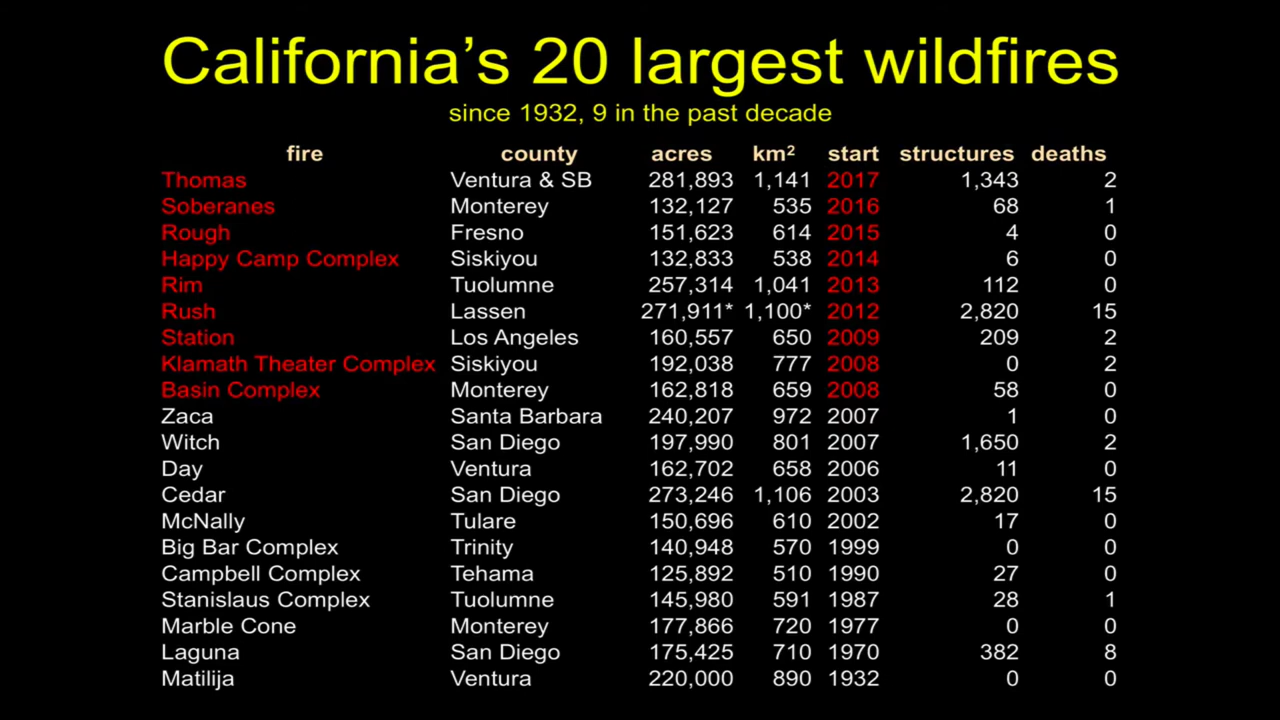 California's 20 largest wildfires
since 1932, 9 in the past decade
fire county acres km² start structures deaths
Thomas Ventura & SB 281,893 1,141 2017 1,343 2
Soberanes Monterey 132,127 535 2016 68 1
Rough Fresno 151,623 614 2015 4 0
Happy Camp Complex Siskiyou 132,833 538 2014 6 0
Rim Tuolumne 257,314 1,041 2013 112 0
Rush Lassen 271,911* 1,100* 2012 2,820 15
Station Los Angeles 160,557 650 2009 209 2
Klamath Theater Complex Siskiyou 192,038 777 2008 0 2
Basin Complex Monterey 162,818 659 2008 58 0
Zaca Santa Barbara 240,207 972 2007 1 0
Witch San Diego 197,990 801 2007 1,650 2
Day Ventura 162,702 658 2006 11 0
Cedar San Diego 273,246 1,106 2003 2,820 15
McNally Tulare 150,696 610 2002 17 0
Big Bar Complex Trinity 140,948 570 1999 0 0
Campbell Complex Tehama 125,892 510 1990 27 0
Stanislaus Complex Tuolumne 145,980 591 1987 28 1
Marble Cone Monterey 177,866 720 1977 0 0
Laguna San Diego 175,425 710 1970 382 8
Matilija Ventura 220,000 890 1932 0 0